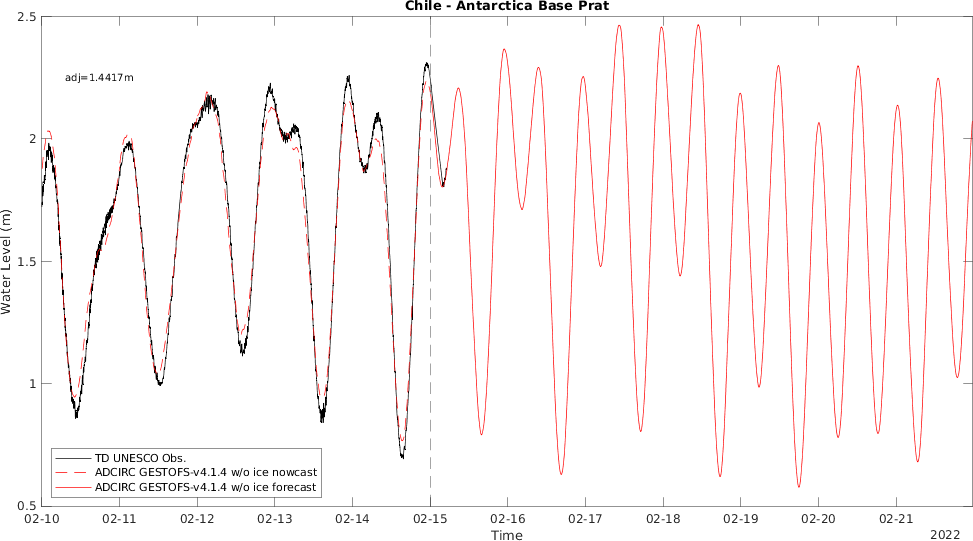 Chile - Antarctica Base Prat
2.5
adj=1.4417m
2
1.5
1
0.5
Water Level (m)
TD UNESCO Obs.
ADCIRC GESTOFS-v4.1.4 w/o ice nowcast
ADCIRC GESTOFS-v4.1.4 w/o ice forecast
02-10 02-11 02-12 02-13 02-14 02-15 02-16 02-17 02-18 02-19 02-20 02-21
Time
2022